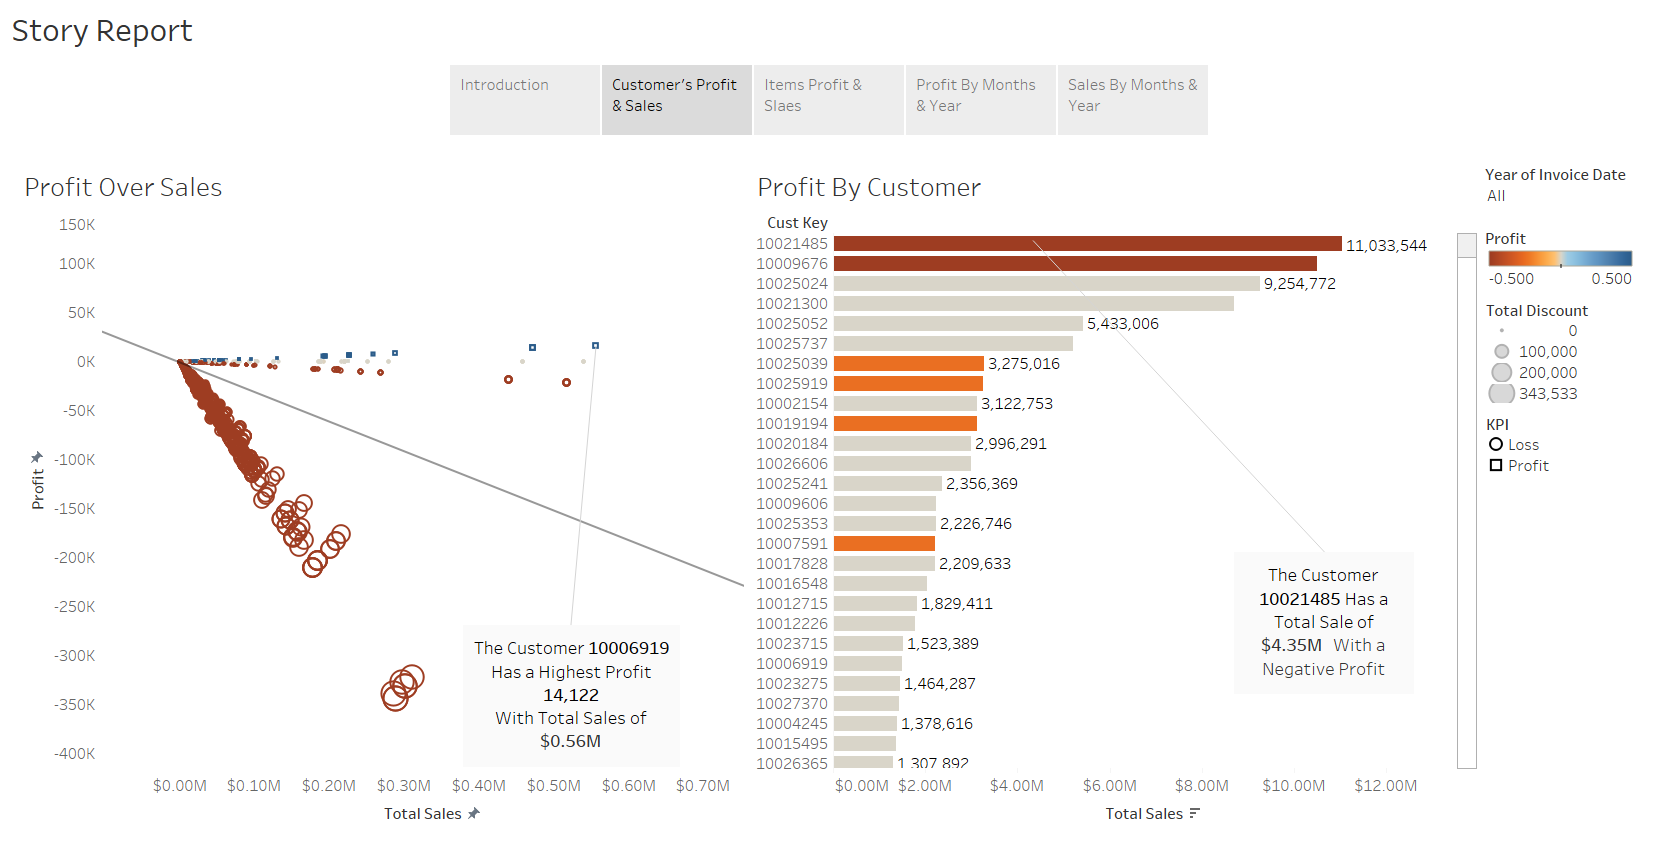 Story Report
Introduction
Customer's Profit
& Sales
Items Profit &
Slaes
Profit By Months
& Year
Sales By Months &
Year
Profit Over Sales
150K
100K
50K
0K
-50K
-100K
-150K
-200K
-250K
-300K
-350K
-400K
Profit
The Customer 10006919
Has a Highest Profit
14,122
With Total Sales of
$0.56M
$0.00M $0.10M $0.20M $0.30M $0.40M $0.50M $0.60M $0.70M
Total Sales
Profit By Customer
Cust Key
10021485 11,033,544
10009676
10025024 9,254,772
10021300
10025052 5,433,006
10025737
10025039 3,275,016
10025919
10002154 3,122,753
10019194
10020184 2,996,291
10026606
10025241 2,356,369
10009606
10025353 2,226,746
10007591
10017828 2,209,633
10016548
10012715 1,829,411
10012226
10023715 1,523,389
10006919
10023275 1,464,287
10027370
10004245 1,378,616
10015495
10026365 1,307,892
The Customer
10021485 Has a
Total Sale of
$4.35M With a
Negative Profit
$0.00M $2.00M $4.00M $6.00M $8.00M $10.00M $12.00M
Total Sales
Year of Invoice Date
All
Profit
-0.500 0.500
Total Discount
0
100,000
200,000
343,533
KPI
Loss
Profit